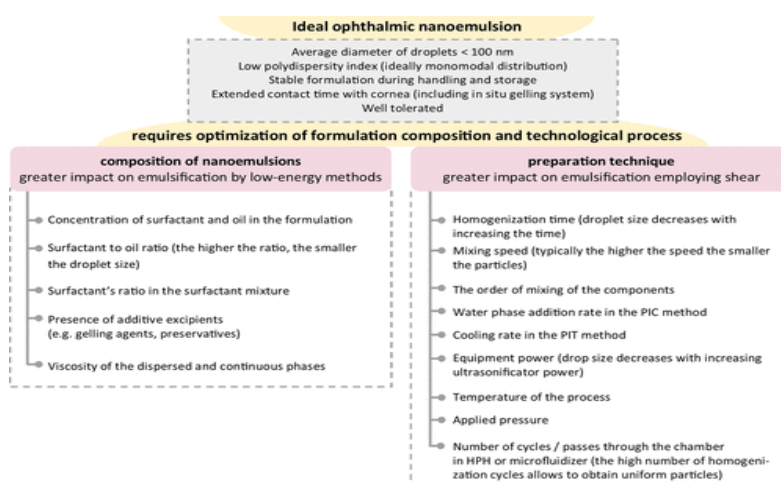 Ideal ophthalmic nanoemulsion
Average diameter of droplets < 100 nm
Low polydispersity index (ideally monomodal distribution)
Stable formulation during handling and storage
Extended contact time with cornea (including in situ gelling system)
Well tolerated
requires optimization of formulation composition and technological process
composition of nanoemulsions
greater impact on emulsification by low-energy methods
Concentration of surfactant and oil in the formulation
Surfactant to oil ratio (the higher the ratio, the smaller
the droplet size)
Surfactant's ratio in the surfactant mixture
Presence of additive excipients
(e.g. gelling agents, preservatives)
Viscosity of the dispersed and continuous phases
preparation technique
greater impact on emulsification employing shear
Homogenization time (droplet size decreases with
increasing the time)
Mixing speed (typically the higher the speed the smaller
the particles)
The order of mixing of the components
Water phase addition rate in the PIC method
Cooling rate in the PIT method
Equipment power (drop size decreases with increasing
ultrasonificator power)
Temperature of the process
Applied pressure
Number of cycles / passes through the chamber
in HPH or microfluidizer (the high number of homogeni-
zation cycles allows to obtain uniform particles)